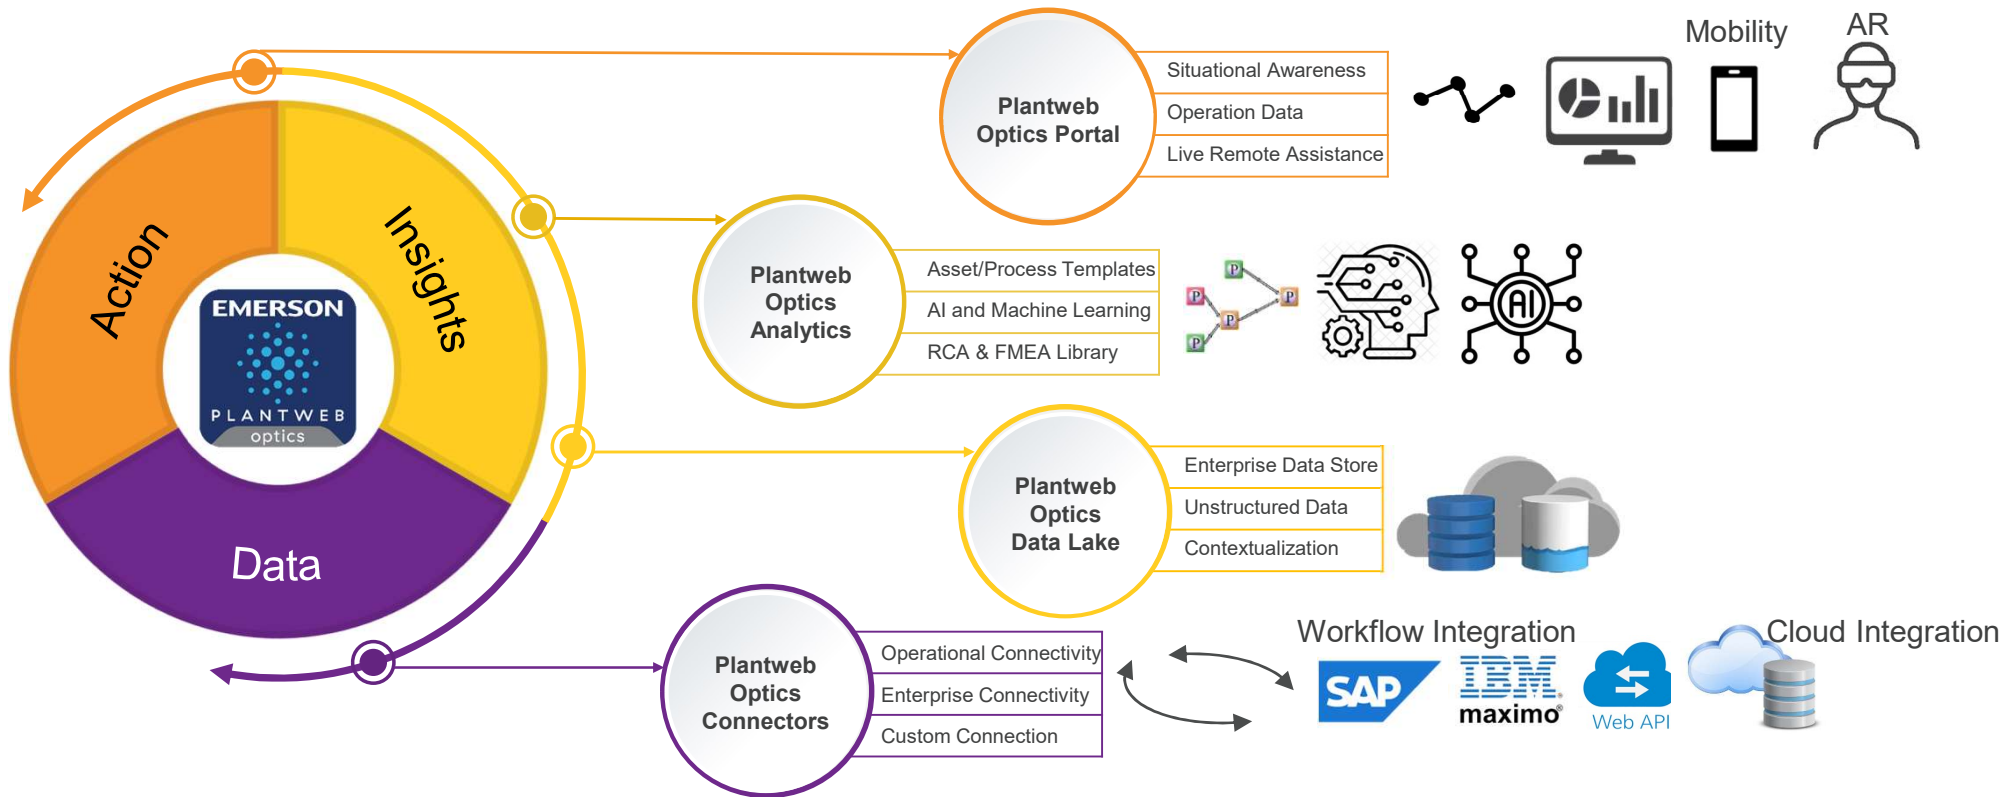 Action
Insights
Data
EMERSON
PLANTWEB
optics
Plantweb
Optics Portal
Situational Awareness
Operation Data
Live Remote Assistance
Mobility
AR
Plantweb
Optics
Analytics
Asset/Process Templates
AI and Machine Learning
RCA & FMEA Library
P
P
P
P
P
AI
Plantweb
Optics
Data Lake
Enterprise Data Store
Unstructured Data
Contextualization
Plantweb
Optics
Connectors
Operational Connectivity
Enterprise Connectivity
Custom Connection
Workflow Integration
Cloud Integration
SAP
IBM.
maximo®
Web API